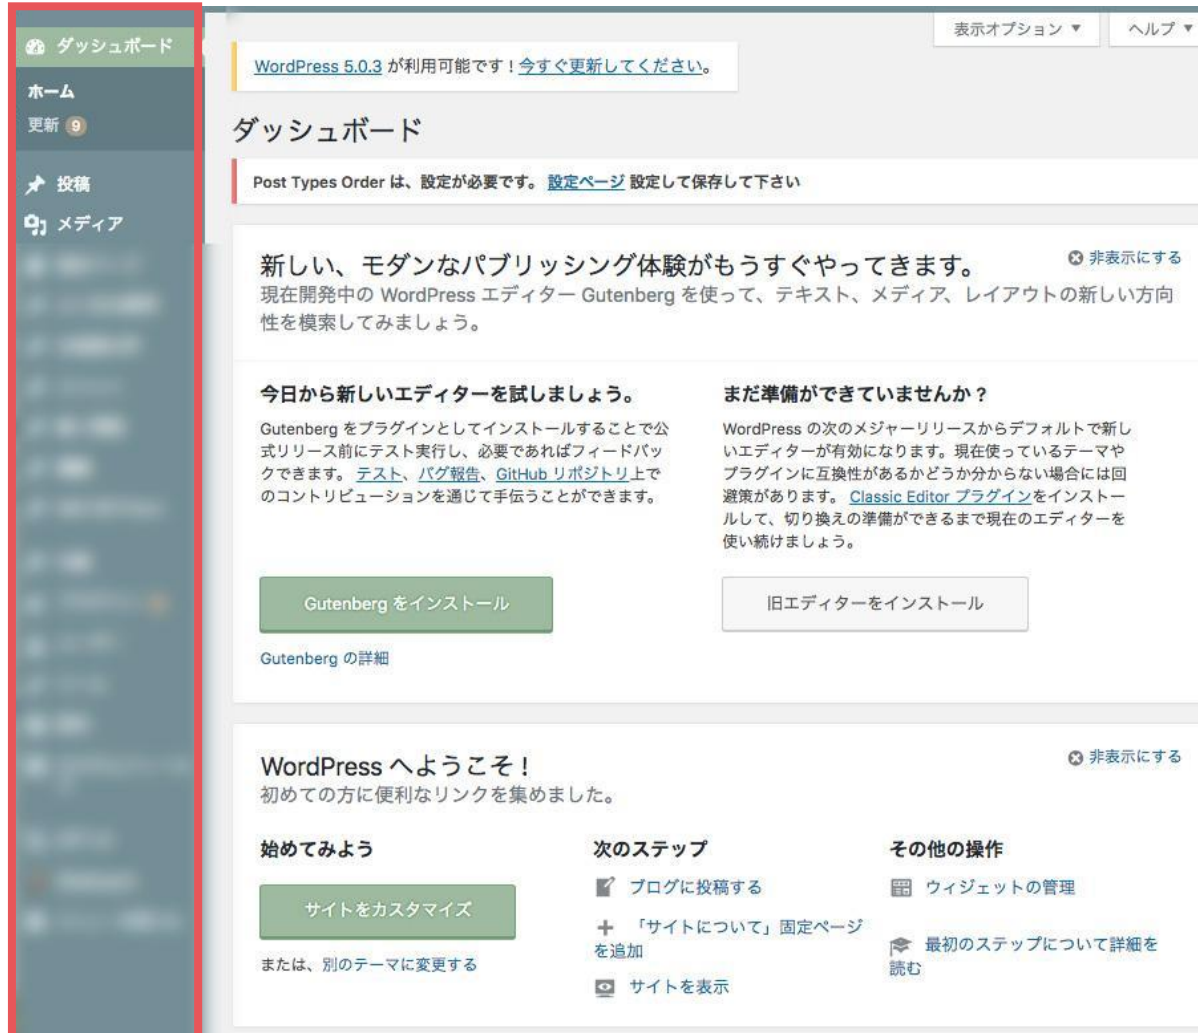 ダッシュボード
ホーム
更新 9
投稿
メディア
表示オプション ▼
ヘルプ ▼
WordPress 5.0.3 が利用可能です ! 今すぐ更新してください。
ダッシュボード
Post Types Order は、設定が必要です。 設定ページ 設定して保存して下さい
新しい、モダンなパブリッシング体験がもうすぐやってきます。
非表示にする
現在開発中の WordPress エディター Gutenberg を使って、テキスト、メディア、レイアウトの新しい方向
性を模索してみましょう。
今日から新しいエディターを試しましょう。
Gutenberg をプラグインとしてインストールすることで公
式リリース前にテスト実行し、必要であればフィードバッ
クできます。 テスト、バグ報告、GitHub リポジトリ上で
のコントリビューションを通じて手伝うことができます。
Gutenberg をインストール
Gutenberg の詳細
まだ準備ができていませんか ?
WordPress の次のメジャーリリースからデフォルトで新し
いエディターが有効になります。現在使っているテーマや
プラグインに互換性があるかどうか分からない場合には回
避策があります。 Classic Editor プラグインをインストー
ルして、切り換えの準備ができるまで現在のエディターを
使い続けましょう。
旧エディターをインストール
WordPress へようこそ !
非表示にする
初めての方に便利なリンクを集めました。
始めてみよう
サイトをカスタマイズ
または、別のテーマに変更する
次のステップ
ブログに投稿する
「サイトについて」固定ページ
を追加
サイトを表示
その他の操作
ウィジェットの管理
最初のステップについて詳細を
読む